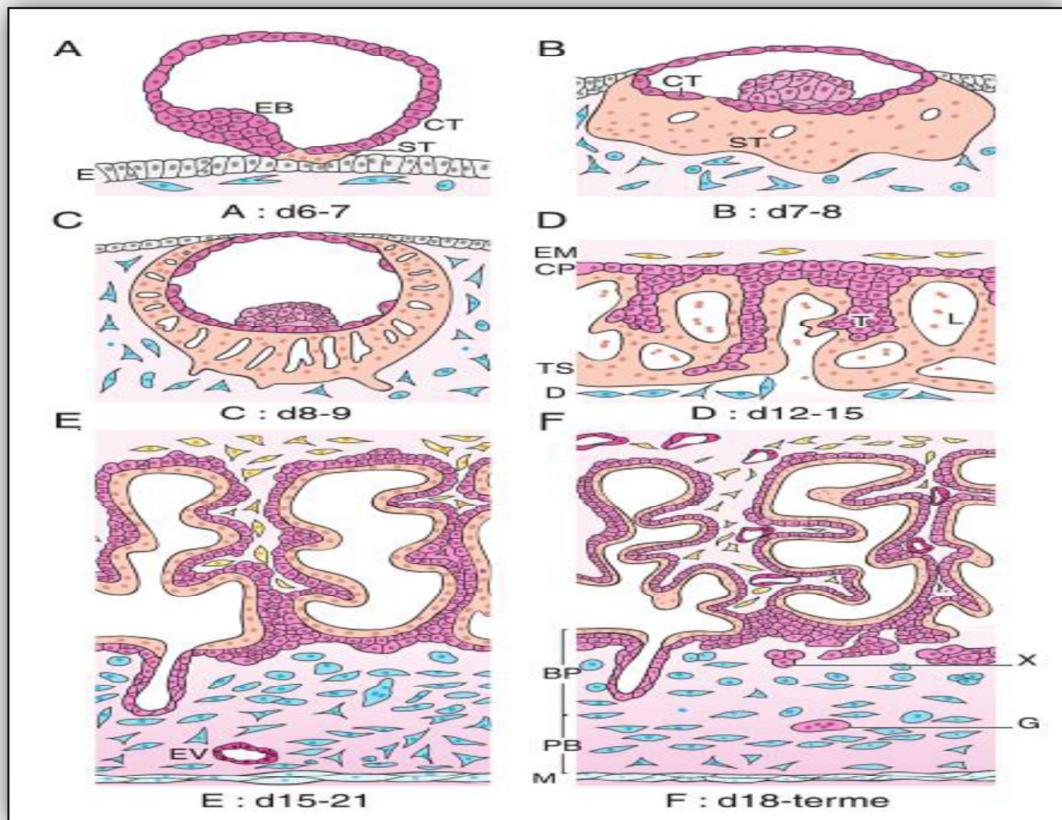 A
EB
CT
ST
E
A : d6-7
B
CT
ST
B : d7-8
C
C : d8-9
D
EM
CP
T
L
TS
D
D : d12-15
E
EV
E : d15-21
F
X
BP
G
PB
M
F : d18-terme